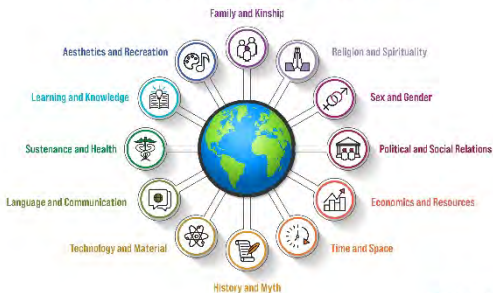 Family and Kinship
Aesthetics and Recreation
Religion and Spirituality
Learning and Knowledge
Sex and Gender
Sustenance and Health
Political and Social Relations
Language and Communication
Economics and Resources
Technology and Material
Time and Space
History and Myth